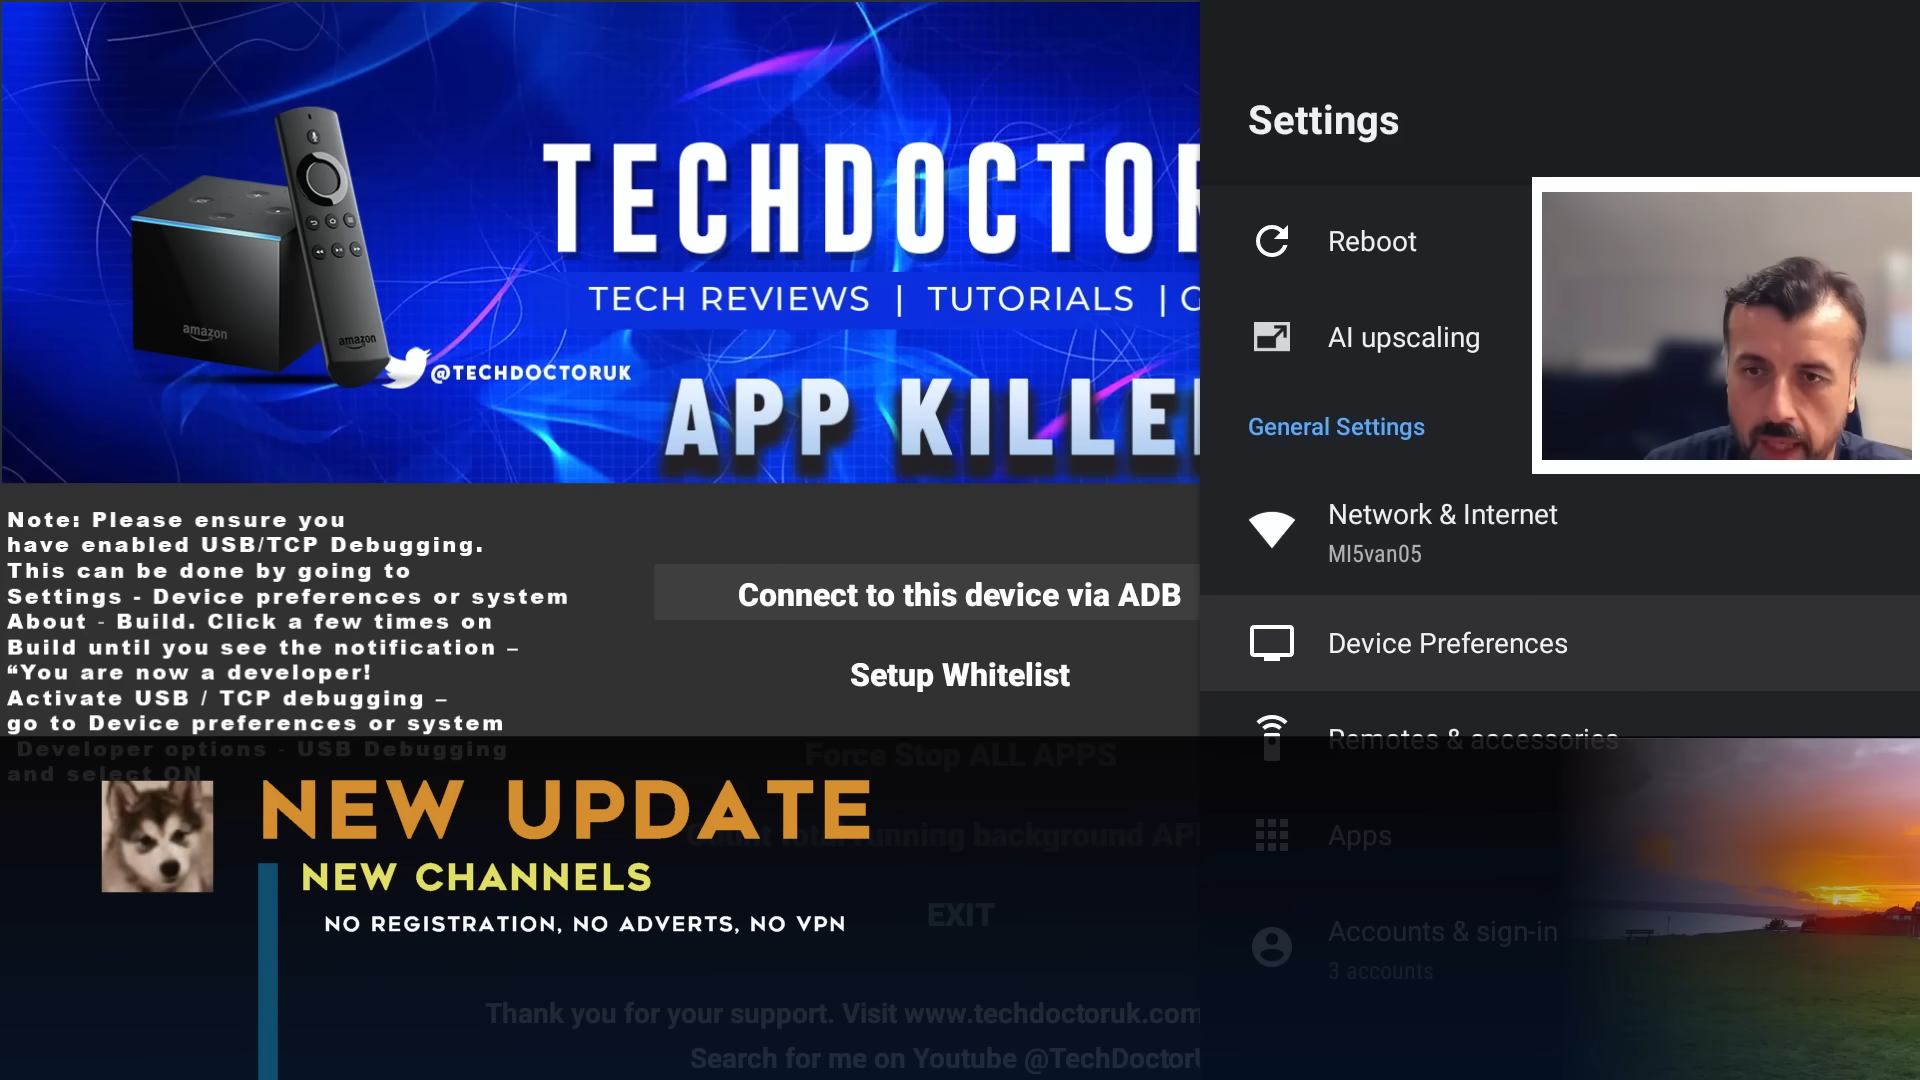 TECHDOCTOR
TECH REVIEWS | TUTORIALS |
amazon
amazon
@TECHDOCTORUK
APP KILLER
Note: Please ensure you
have enabled USB/TCP Debugging.
This can be done by going to
Settings - Device preferences or system
About - Build. Click a few times on
Build until you see the notification –
“You are now a developer!
Activate USB / TCP debugging –
go to Device preferences or system
Developer options - USB Debugging
and select ON
Connect to this device via ADB
Setup Whitelist
Force Stop ALL APPS
Count total running background
EXIT
Thank you for your support. Visit www.techdoctoruk.com
Search for me on Youtube @TechDoctorU
NEW UPDATE
NEW CHANNELS
NO REGISTRATION, NO ADVERTS, NO VPN
Settings
Reboot
AI upscaling
General Settings
Network & Internet
MI5van05
Device Preferences
Remotes & accessories
Apps
Accounts & sign-in
3 accounts